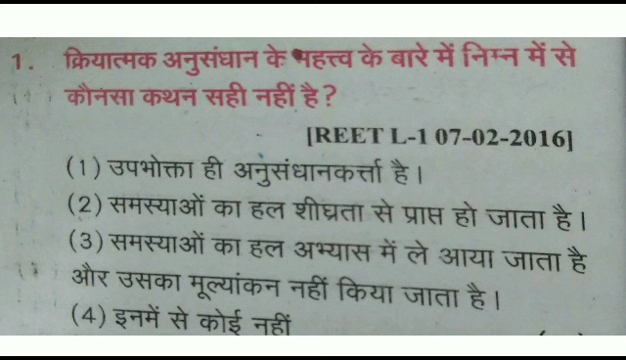 1. क्रियात्मक अनुसंधान के महत्त्व के बारे में निम्न में से
कौनसा कथन सही नहीं है?
[REET L-1 07-02-2016]
(1) उपभोक्ता ही अनुसंधानकर्त्ता है।
(2) समस्याओं का हल शीघ्रता से प्राप्त हो जाता है।
(3) समस्याओं का हल अभ्यास में ले आया जाता है
और उसका मूल्यांकन नहीं किया जाता है।
(4) इनमें से कोई नहीं